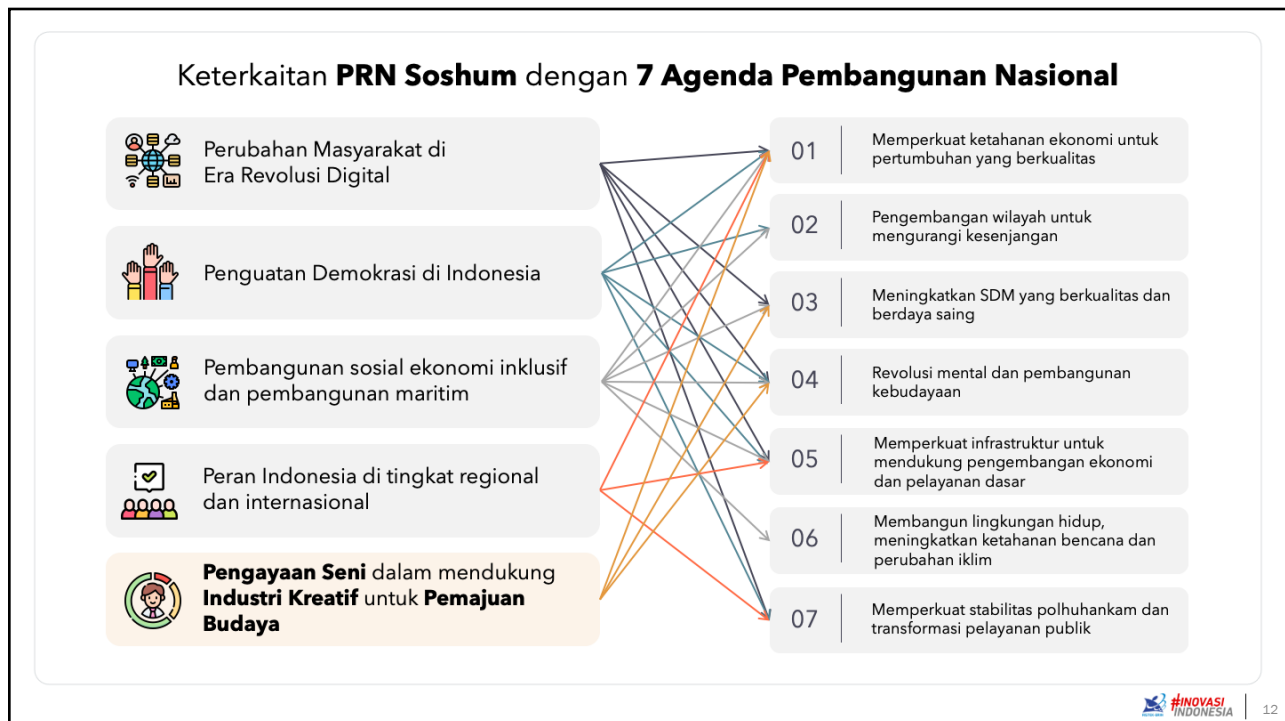 Keterkaitan PRN Soshum dengan 7 Agenda Pembangunan Nasional
Perubahan Masyarakat di
Era Revolusi Digital
Penguatan Demokrasi di Indonesia
Pembangunan sosial ekonomi inklusif
dan pembangunan maritim
Peran Indonesia di tingkat regional
dan internasional
Pengayaan Seni dalam mendukung
Industri Kreatif untuk Pemajuan
Budaya
01
Memperkuat ketahanan ekonomi untuk
pertumbuhan yang berkualitas
02
Pengembangan wilayah untuk
mengurangi kesenjangan
03
Meningkatkan SDM yang berkualitas dan
berdaya saing
04
Revolusi mental dan pembangunan
kebudayaan
05
Memperkuat infrastruktur untuk
mendukung pengembangan ekonomi
dan pelayanan dasar
06
Membangun lingkungan hidup,
meningkatkan ketahanan bencana dan
perubahan iklim
07
Memperkuat stabilitas polhuhankam dan
transformasi pelayanan publik
#INOVASI
INDONESIA
12